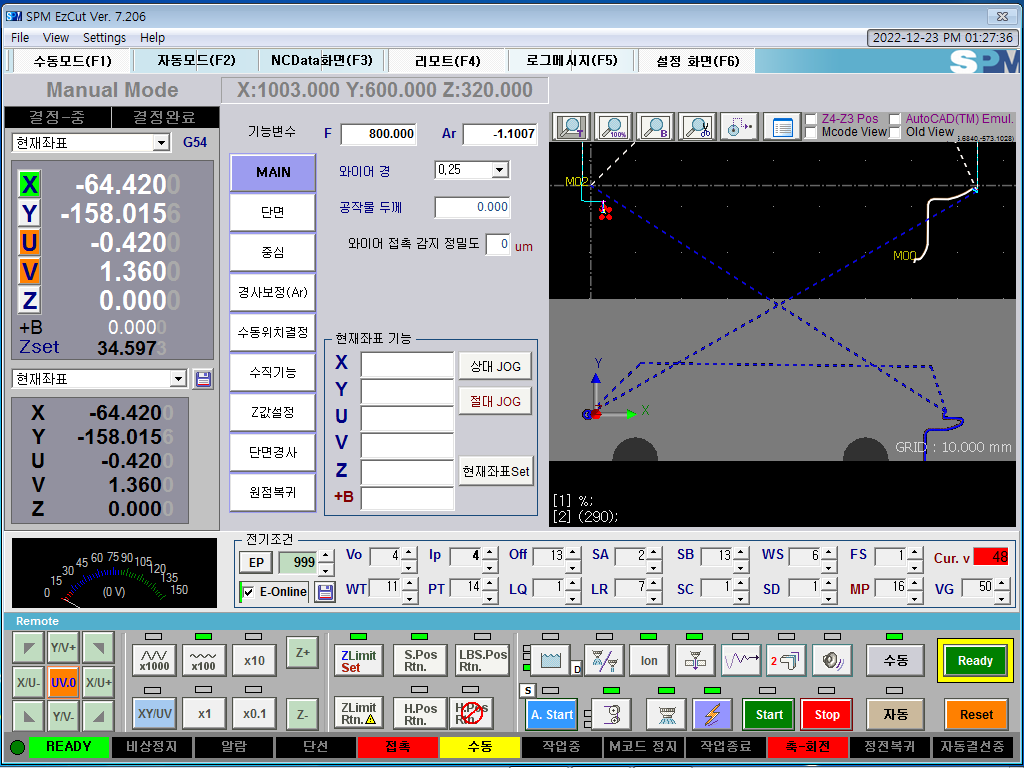 SPM EzCut Ver. 7.206
File View Settings Help
2022-12-23 PM 01:27:36
수동모드(F1) 자동모드(F2) NCData화면(F3) 리모트(F4) 로그메시지(F5) 설정 화면(F6)
SPM
Manual Mode
X:1003.000 Y:600.000 Z:320.000
결정-중 결정완료
현재좌표 G54
X -64.4200
Y -158.0156
U -0.4200
V 1.3600
Z 0.0000
+B 0.0000
Zset 34.5973
현재좌표
X -64.4200
Y -158.0156
U -0.4200
V 1.3600
Z 0.0000
기능변수 F 800.000 Ar -1.1007
MAIN
단면
중심
경사보정(Ar)
수동위치결정
수직기능
Z값설정
단면경사
원점복귀
와이어 경 0,25
공작물 두께 0.000
와이어 접촉 감지 정밀도 0 um
현재좌표 기능
X
Y
U
V
Z
+B
상대 JOG
절대 JOG
현재좌표Set
T 100% B
Z4-Z3 Pos AutoCAD(TM) Emul.
Mcode View Old View
M02
M00
Y
X
GRID : 10.000 mm
[1] %;
[2] (290);
0 15 30 45 60 75 90 105 120 135 150
(0 V)
전기조건
EP 999
E-Online
Vo 4 Ip 4 Off 13 SA 2 SB 13 WS 6 FS 1 Cur. v 48
WT 11 PT 14 LQ 1 LR 7 SC 1 SD 1 MP 16 VG 50
Remote
Y/V+
X/U- UV.0 X/U+
Y/V-
x1000 x100 x10 Z+
XY/UV x1 x0.1 Z-
ZLimit Set
S.Pos Rtn.
LBS.Pos Rtn.
ZLimit Rtn.
H.Pos Rtn.
H.Pos Rtn.
D Ion 2 수동 Ready
S A. Start Start Stop 자동 Reset
READY 비상정지 알람 단선 접촉 수동 작업중 M코드 정지 작업종료 축-회전 정전복귀 자동결선중